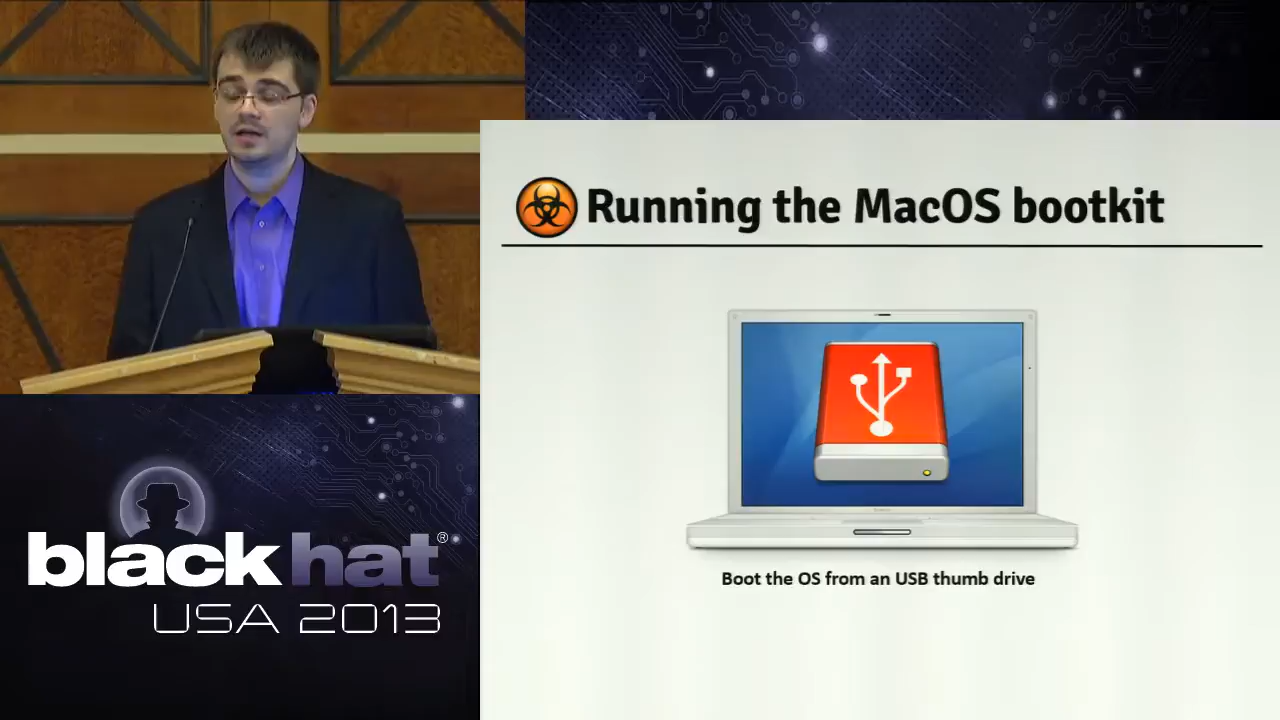 Running the MacOS bootkit
Boot the OS from an USB thumb drive
black hat®
USA 2013